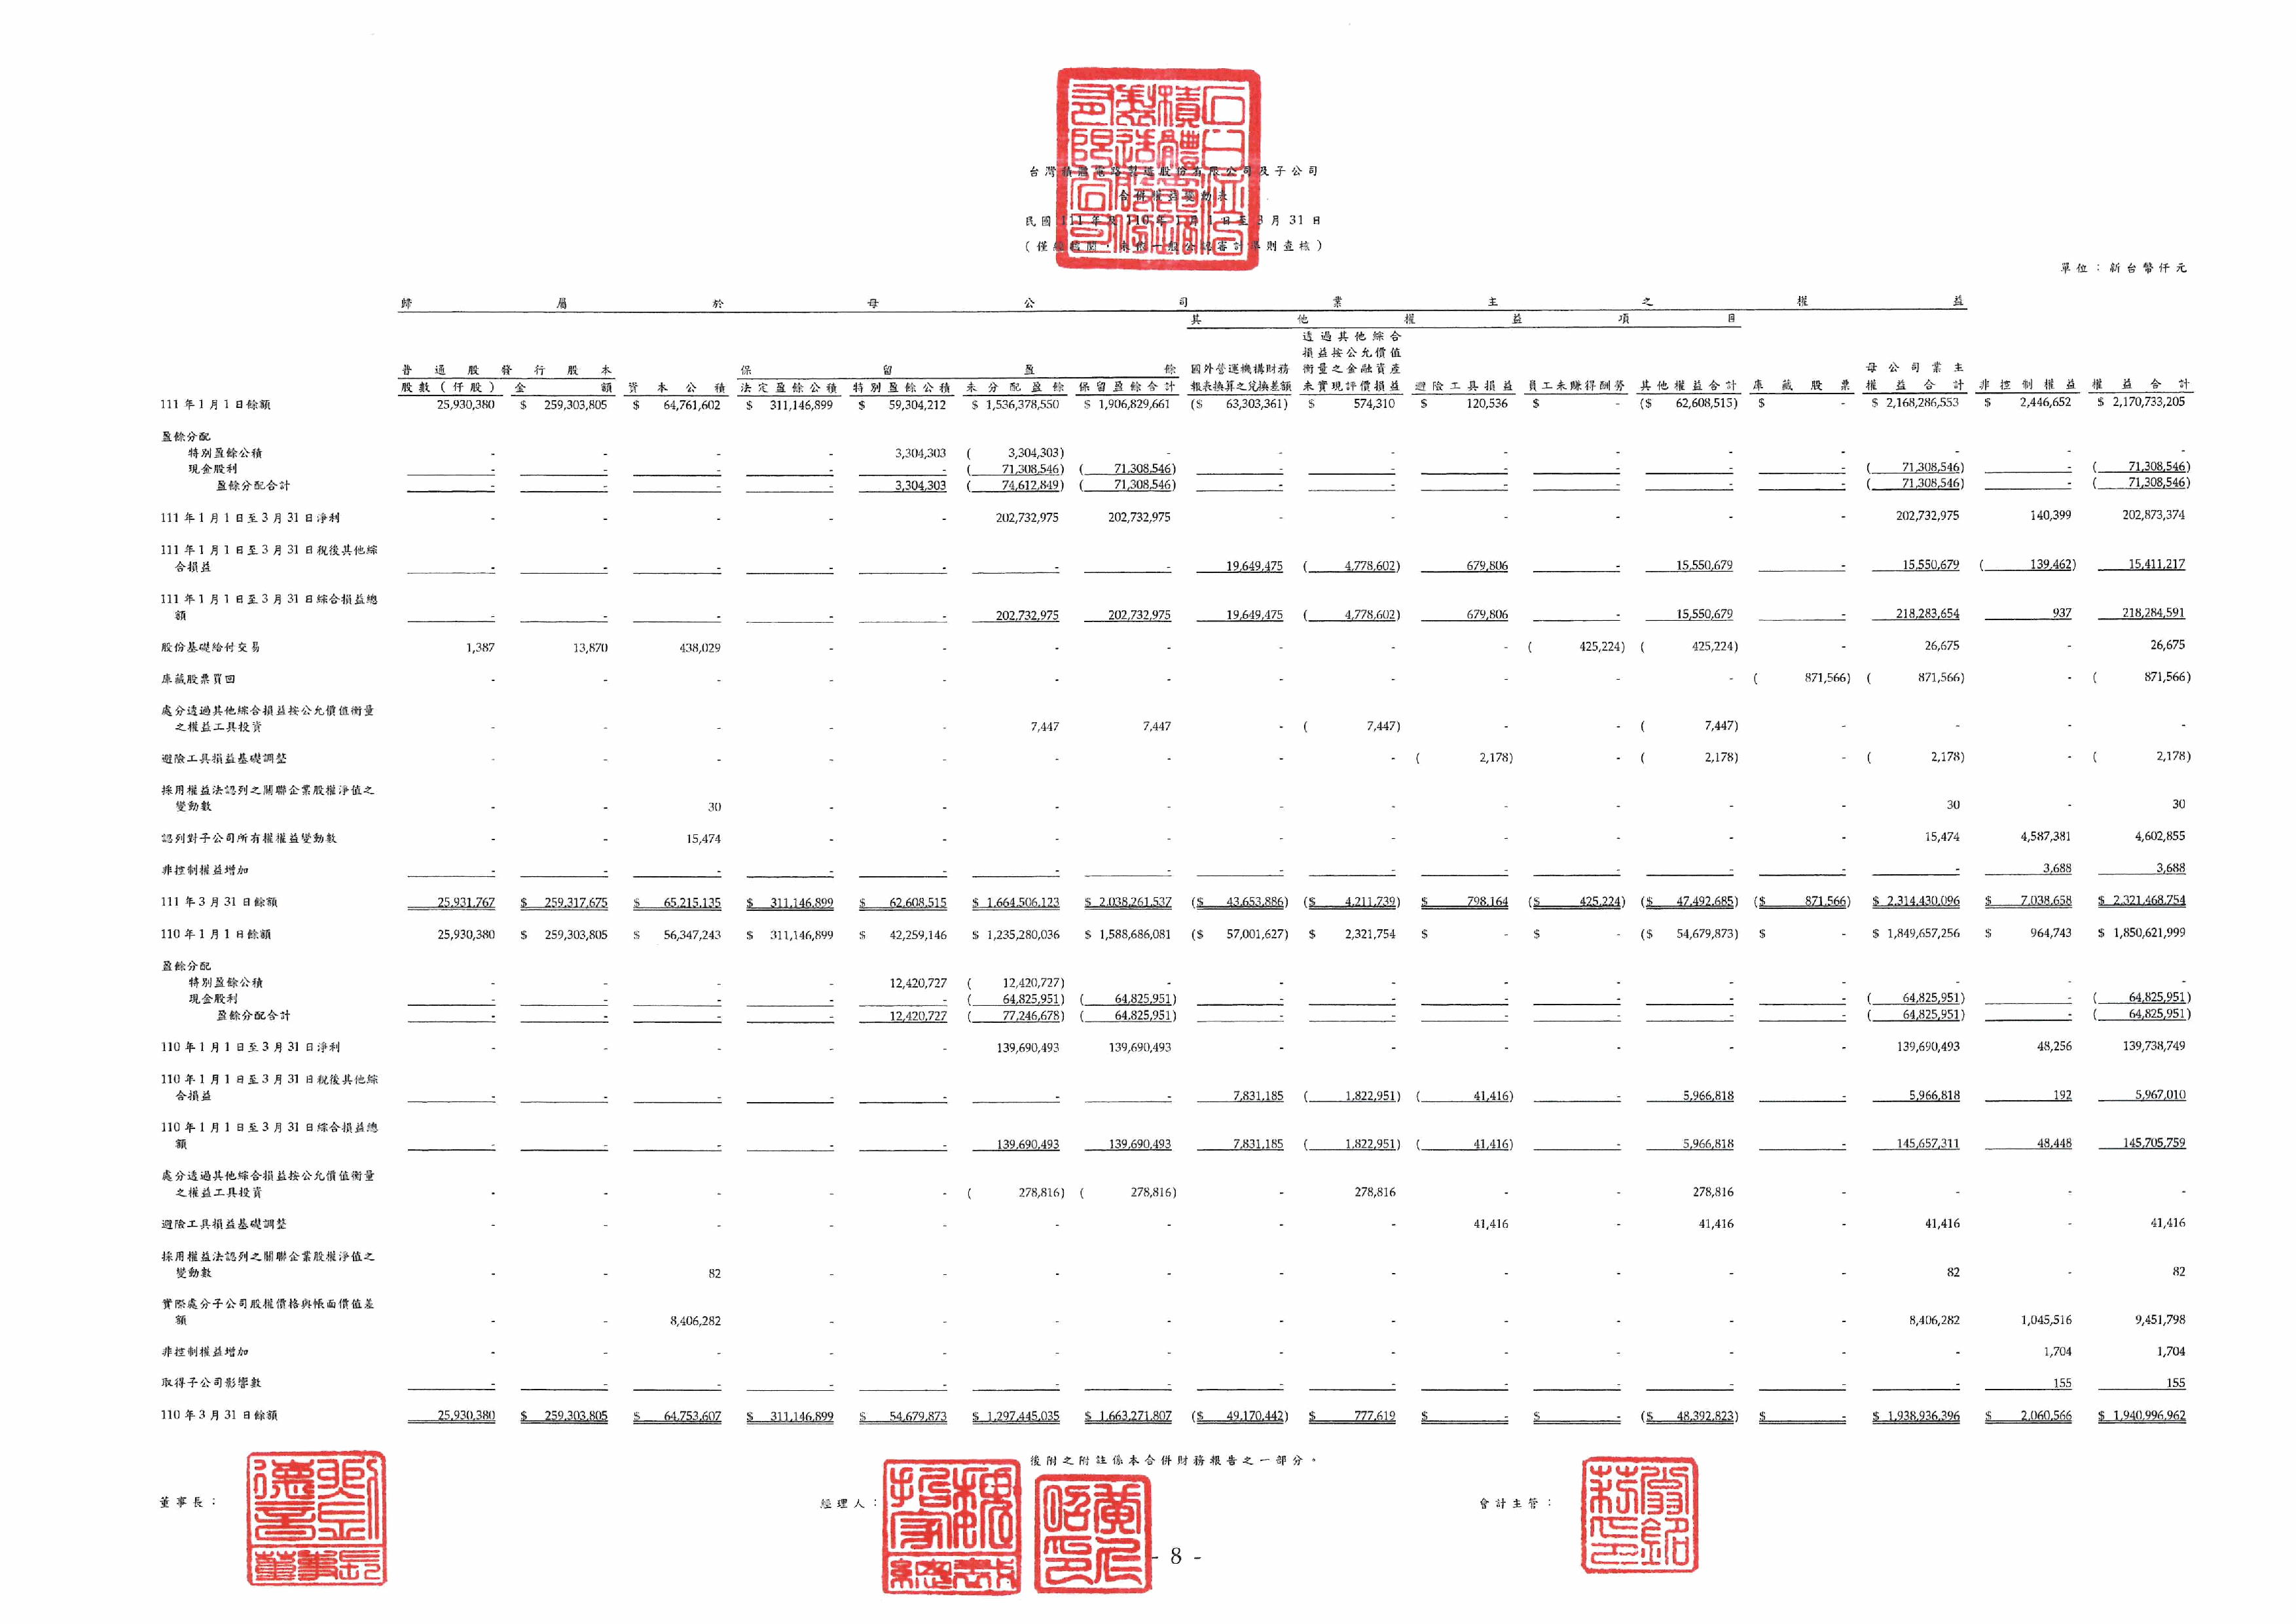 台灣積體電路製造股份有限公司及子公司
合併權益變動表
民國 111 年及 110 年 1 月 1 日至 3 月 31 日
（僅經核閱，未依一般公認審計準則查核）
單位：新台幣仟元
歸屬於母公司業主之權益
其他權益項目
透過其他綜合
損益按公允價值
普通股發行股本 保留盈餘 國外營運機構財務 衡量之金融資產 母公司業主
股數（仟股） 金額 資本公積 法定盈餘公積 特別盈餘公積 未分配盈餘 保留盈餘合計 報表換算之兌換差額 未實現評價損益 避險工具損益 員工未賺得酬勞 其他權益合計 庫藏股票 權益合計 非控制權益 權益合計
111 年 1 月 1 日餘額 25,930,380 $ 259,303,805 $ 64,761,602 $ 311,146,899 $ 59,304,212 $ 1,536,378,550 $ 1,906,829,661 ($ 63,303,361) $ 574,310 $ 120,536 $ - ($ 62,608,515) $ - $ 2,168,286,553 $ 2,446,652 $ 2,170,733,205
盈餘分配
特別盈餘公積 - - - - 3,304,303 ( 3,304,303) - - - - - - - - - -
現金股利 - - - - - ( 71,308,546) ( 71,308,546) - - - - - - ( 71,308,546) - ( 71,308,546)
盈餘分配合計 - - - - 3,304,303 ( 74,612,849) ( 71,308,546) - - - - - - ( 71,308,546) - ( 71,308,546)
111 年 1 月 1 日至 3 月 31 日淨利 - - - - - 202,732,975 202,732,975 - - - - - - 202,732,975 140,399 202,873,374
111 年 1 月 1 日至 3 月 31 日稅後其他綜
合損益 - - - - - - - 19,649,475 ( 4,778,602) 679,806 - 15,550,679 - 15,550,679 ( 139,462) 15,411,217
111 年 1 月 1 日至 3 月 31 日綜合損益總
額 - - - - - 202,732,975 202,732,975 19,649,475 ( 4,778,602) 679,806 - 15,550,679 - 218,283,654 937 218,284,591
股份基礎給付交易 1,387 13,870 438,029 - - - - - - - ( 425,224) ( 425,224) - 26,675 - 26,675
庫藏股票買回 - - - - - - - - - - - - ( 871,566) ( 871,566) - ( 871,566)
處分透過其他綜合損益按公允價值衡量
之權益工具投資 - - - - - 7,447 7,447 - ( 7,447) - - ( 7,447) - - - -
避險工具損益基礎調整 - - - - - - - - - ( 2,178) - ( 2,178) - ( 2,178) - ( 2,178)
採用權益法認列之關聯企業股權淨值之
變動數 - - 30 - - - - - - - - - - 30 - 30
認列對子公司所有權權益變動數 - - 15,474 - - - - - - - - - - 15,474 4,587,381 4,602,855
非控制權益增加 - - - - - - - - - - - - - - 3,688 3,688
111 年 3 月 31 日餘額 25,931,767 $ 259,317,675 $ 65,215,135 $ 311,146,899 $ 62,608,515 $ 1,664,506,123 $ 2,038,261,537 ($ 43,653,886) ($ 4,211,739) $ 798,164 ($ 425,224) ($ 47,492,685) ($ 871,566) $ 2,314,430,096 $ 7,038,658 $ 2,321,468,754
110 年 1 月 1 日餘額 25,930,380 $ 259,303,805 $ 56,347,243 $ 311,146,899 $ 42,259,146 $ 1,235,280,036 $ 1,588,686,081 ($ 57,001,627) $ 2,321,754 $ - $ - ($ 54,679,873) $ - $ 1,849,657,256 $ 964,743 $ 1,850,621,999
盈餘分配
特別盈餘公積 - - - - 12,420,727 ( 12,420,727) - - - - - - - - - -
現金股利 - - - - - ( 64,825,951) ( 64,825,951) - - - - - - ( 64,825,951) - ( 64,825,951)
盈餘分配合計 - - - - 12,420,727 ( 77,246,678) ( 64,825,951) - - - - - - ( 64,825,951) - ( 64,825,951)
110 年 1 月 1 日至 3 月 31 日淨利 - - - - - 139,690,493 139,690,493 - - - - - - 139,690,493 48,256 139,738,749
110 年 1 月 1 日至 3 月 31 日稅後其他綜
合損益 - - - - - - - 7,831,185 ( 1,822,951) ( 41,416) - 5,966,818 - 5,966,818 192 5,967,010
110 年 1 月 1 日至 3 月 31 日綜合損益總
額 - - - - - 139,690,493 139,690,493 7,831,185 ( 1,822,951) ( 41,416) - 5,966,818 - 145,657,311 48,448 145,705,759
處分透過其他綜合損益按公允價值衡量
之權益工具投資 - - - - - ( 278,816) ( 278,816) - 278,816 - - 278,816 - - - -
避險工具損益基礎調整 - - - - - - - - - 41,416 - 41,416 - 41,416 - 41,416
採用權益法認列之關聯企業股權淨值之
變動數 - - 82 - - - - - - - - - - 82 - 82
實際處分子公司股權價格與帳面價值差
額 - - 8,406,282 - - - - - - - - - - 8,406,282 1,045,516 9,451,798
非控制權益增加 - - - - - - - - - - - - - - 1,704 1,704
取得子公司影響數 - - - - - - - - - - - - - - 155 155
110 年 3 月 31 日餘額 25,930,380 $ 259,303,805 $ 64,753,607 $ 311,146,899 $ 54,679,873 $ 1,297,445,035 $ 1,663,271,807 ($ 49,170,442) $ 777,619 $ - $ - ($ 48,392,823) $ - $ 1,938,936,396 $ 2,060,566 $ 1,940,996,962
後附之附註係本合併財務報告之一部分。
董事長： 經理人： 會計主管：
- 8 -